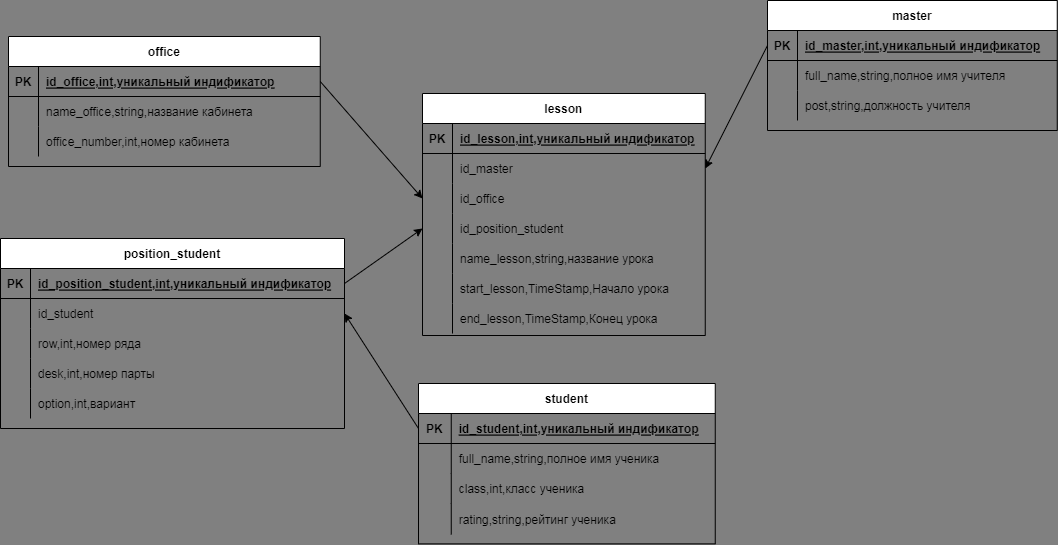 office
PK id_office,int,уникальный индификатор
name_office,string,название кабинета
office_number,int,номер кабинета
master
PK id_master,int,уникальный индификатор
full_name,string,полное имя учителя
post,string,должность учителя
lesson
PK id_lesson,int,уникальный индификатор
id_master
id_office
id_position_student
name_lesson,string,название урока
start_lesson,TimeStamp,Начало урока
end_lesson,TimeStamp,Конец урока
position_student
PK id_position_student,int,уникальный индификатор
id_student
row,int,номер ряда
desk,int,номер парты
option,int,вариант
student
PK id_student,int,уникальный индификатор
full_name,string,полное имя ученика
class,int,класс ученика
rating,string,рейтинг ученика